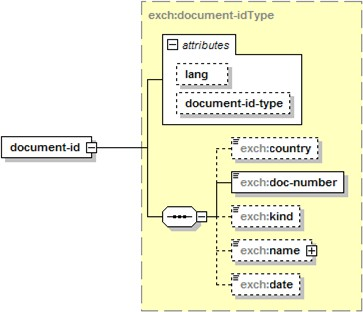 exch:document-idType
attributes
lang
document-id-type
document-id
exch:country
exch:doc-number
exch:kind
exch:name
exch:date